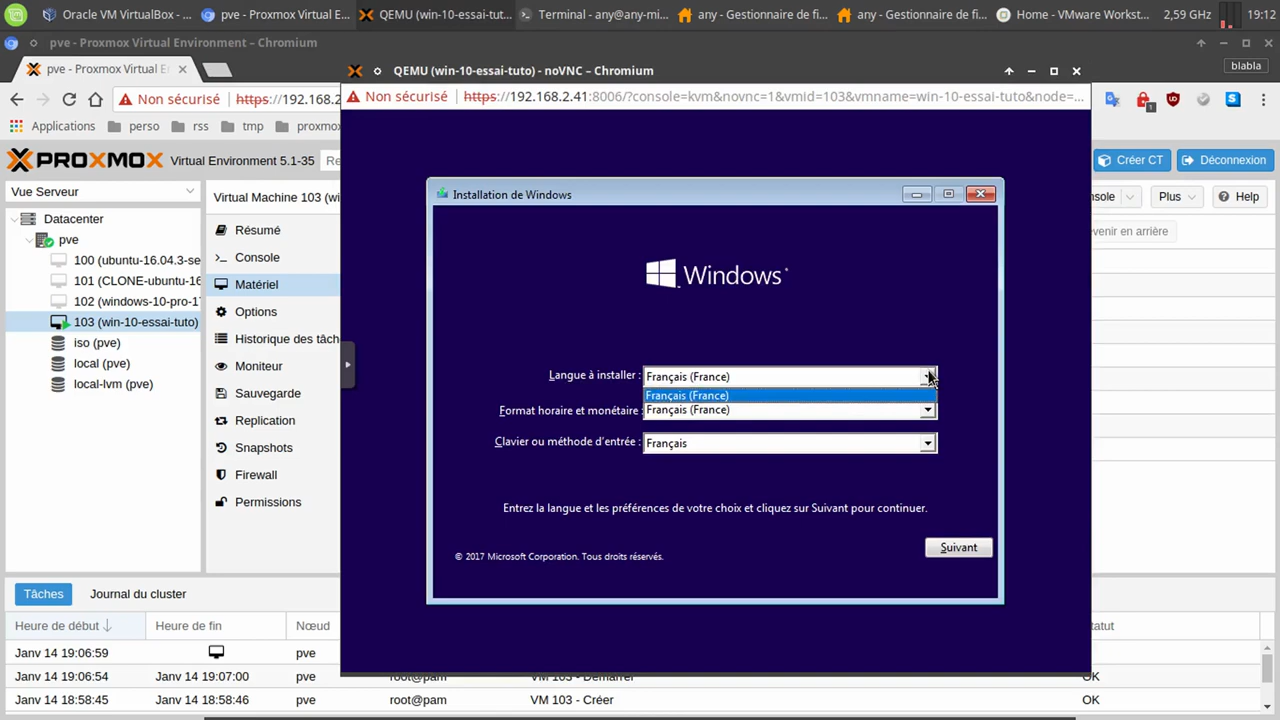 Oracle VM VirtualBox - ...
pve - Proxmox Virtual E...
QEMU (win-10-essai-tut...
Terminal - any@any-mi...
any - Gestionnaire de fi...
any - Gestionnaire de fi...
Home - VMware Workst...
2,59 GHz
19:12
pve - Proxmox Virtual Environment – Chromium
QEMU (win-10-essai-tuto) - noVNC – Chromium
blabla
pve - Proxmox Virtual E
Non sécurisé
https://192.168.2
Non sécurisé
https://192.168.2.41:8006/?console=kvm&novnc=1&vmid=103&vmname=win-10-essai-tuto&node=...
Applications
perso
rss
tmp
proxmox
PROXMOX
Virtual Environment 5.1-35
Re
Créer CT
Déconnexion
Vue Serveur
Virtual Machine 103 (wi
nsole
Plus
Help
Datacenter
pve
100 (ubuntu-16.04.3-se
101 (CLONE-ubuntu-16
102 (windows-10-pro-17
103 (win-10-essai-tuto)
iso (pve)
local (pve)
local-lvm (pve)
Résumé
Console
Matériel
Options
Historique des tâch
Moniteur
Sauvegarde
Replication
Snapshots
Firewall
Permissions
evenir en arrière
Installation de Windows
Windows
Langue à installer :
Français (France)
Français (France)
Format horaire et monétaire :
Français (France)
Clavier ou méthode d'entrée :
Français
Entrez la langue et les préférences de votre choix et cliquez sur Suivant pour continuer.
Suivant
© 2017 Microsoft Corporation. Tous droits réservés.
Tâches
Journal du cluster
Heure de début
Heure de fin
Nœud
tatut
Janv 14 19:06:59
pve
Janv 14 19:06:54
Janv 14 19:07:00
pve
root@pam
VM 103 - Démarrer
OK
Janv 14 18:58:45
Janv 14 18:58:46
pve
root@pam
VM 103 - Créer
OK